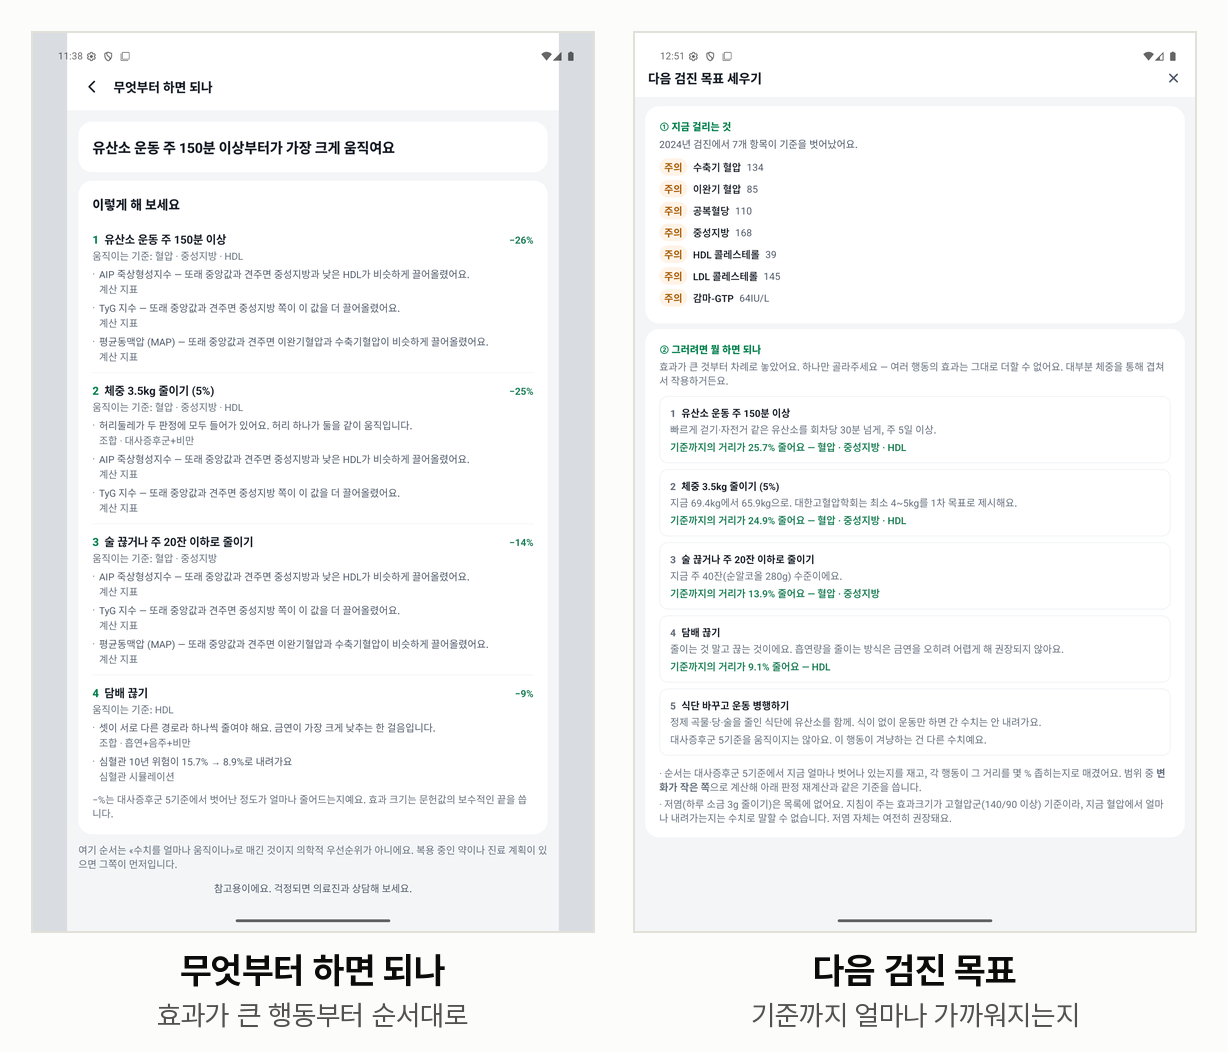 11:38
무엇부터 하면 되나
유산소 운동 주 150분 이상부터가 가장 크게 움직여요
이렇게 해 보세요
1 유산소 운동 주 150분 이상 −26%
움직이는 기준: 혈압 · 중성지방 · HDL
· AIP 죽상형성지수 — 또래 중앙값과 견주면 중성지방과 낮은 HDL가 비슷하게 끌어올렸어요.
계산 지표
· TyG 지수 — 또래 중앙값과 견주면 중성지방 쪽이 이 값을 더 끌어올렸어요.
계산 지표
· 평균동맥압 (MAP) — 또래 중앙값과 견주면 이완기혈압과 수축기혈압이 비슷하게 끌어올렸어요.
계산 지표
2 체중 3.5kg 줄이기 (5%) −25%
움직이는 기준: 혈압 · 중성지방 · HDL
· 허리둘레가 두 판정에 모두 들어가 있어요. 허리 하나가 둘을 같이 움직입니다.
조합 · 대사증후군+비만
· AIP 죽상형성지수 — 또래 중앙값과 견주면 중성지방과 낮은 HDL가 비슷하게 끌어올렸어요.
계산 지표
· TyG 지수 — 또래 중앙값과 견주면 중성지방 쪽이 이 값을 더 끌어올렸어요.
계산 지표
3 술 끊거나 주 20잔 이하로 줄이기 −14%
움직이는 기준: 혈압 · 중성지방
· AIP 죽상형성지수 — 또래 중앙값과 견주면 중성지방과 낮은 HDL가 비슷하게 끌어올렸어요.
계산 지표
· TyG 지수 — 또래 중앙값과 견주면 중성지방 쪽이 이 값을 더 끌어올렸어요.
계산 지표
· 평균동맥압 (MAP) — 또래 중앙값과 견주면 이완기혈압과 수축기혈압이 비슷하게 끌어올렸어요.
계산 지표
4 담배 끊기 −9%
움직이는 기준: HDL
· 셋이 서로 다른 경로라 하나씩 줄여야 해요. 금연이 가장 크게 낮추는 한 걸음입니다.
조합 · 흡연+음주+비만
· 심혈관 10년 위험이 15.7% → 8.9%로 내려가요
심혈관 시뮬레이션
−%는 대사증후군 5기준에서 벗어난 정도가 얼마나 줄어드는지예요. 효과 크기는 문헌값의 보수적인 끝을 씁
니다.
여기 순서는 «수치를 얼마나 움직이나»로 매긴 것이지 의학적 우선순위가 아니에요. 복용 중인 약이나 진료 계획이 있
으면 그쪽이 먼저입니다.
참고용이에요. 걱정되면 의료진과 상담해 보세요.
무엇부터 하면 되나
효과가 큰 행동부터 순서대로
12:51
다음 검진 목표 세우기
① 지금 걸리는 것
2024년 검진에서 7개 항목이 기준을 벗어났어요.
주의 수축기 혈압 134
주의 이완기 혈압 85
주의 공복혈당 110
주의 중성지방 168
주의 HDL 콜레스테롤 39
주의 LDL 콜레스테롤 145
주의 감마-GTP 64IU/L
② 그러려면 뭘 하면 되나
효과가 큰 것부터 차례로 놓았어요. 하나만 골라주세요 — 여러 행동의 효과는 그대로 더할 수 없어요. 대부분 체중을 통해 겹쳐
서 작용하거든요.
1 유산소 운동 주 150분 이상
빠르게 걷기·자전거 같은 유산소를 회차당 30분 넘게, 주 5일 이상.
기준까지의 거리가 25.7% 줄어요 — 혈압 · 중성지방 · HDL
2 체중 3.5kg 줄이기 (5%)
지금 69.4kg에서 65.9kg으로. 대한고혈압학회는 최소 4~5kg를 1차 목표로 제시해요.
기준까지의 거리가 24.9% 줄어요 — 혈압 · 중성지방 · HDL
3 술 끊거나 주 20잔 이하로 줄이기
지금 주 40잔(순알코올 280g) 수준이에요.
기준까지의 거리가 13.9% 줄어요 — 혈압 · 중성지방
4 담배 끊기
줄이는 것 말고 끊는 것이에요. 흡연량을 줄이는 방식은 금연을 오히려 어렵게 해 권장되지 않아요.
기준까지의 거리가 9.1% 줄어요 — HDL
5 식단 바꾸고 운동 병행하기
정제 곡물·당·술을 줄인 식단에 유산소를 함께. 식이 없이 운동만 하면 간 수치는 안 내려가요.
대사증후군 5기준을 움직이지는 않아요. 이 행동이 겨냥하는 건 다른 수치예요.
· 순서는 대사증후군 5기준에서 지금 얼마나 벗어나 있는지를 재고, 각 행동이 그 거리를 몇 % 좁히는지로 매겼어요. 범위 중 변
화가 작은 쪽으로 계산해 아래 판정 재계산과 같은 기준을 씁니다.
· 저염(하루 소금 3g 줄이기)은 목록에 없어요. 지침이 주는 효과크기가 고혈압군(140/90 이상) 기준이라, 지금 혈압에서 얼마
나 내려가는지는 수치로 말할 수 없습니다. 저염 자체는 여전히 권장돼요.
다음 검진 목표
기준까지 얼마나 가까워지는지